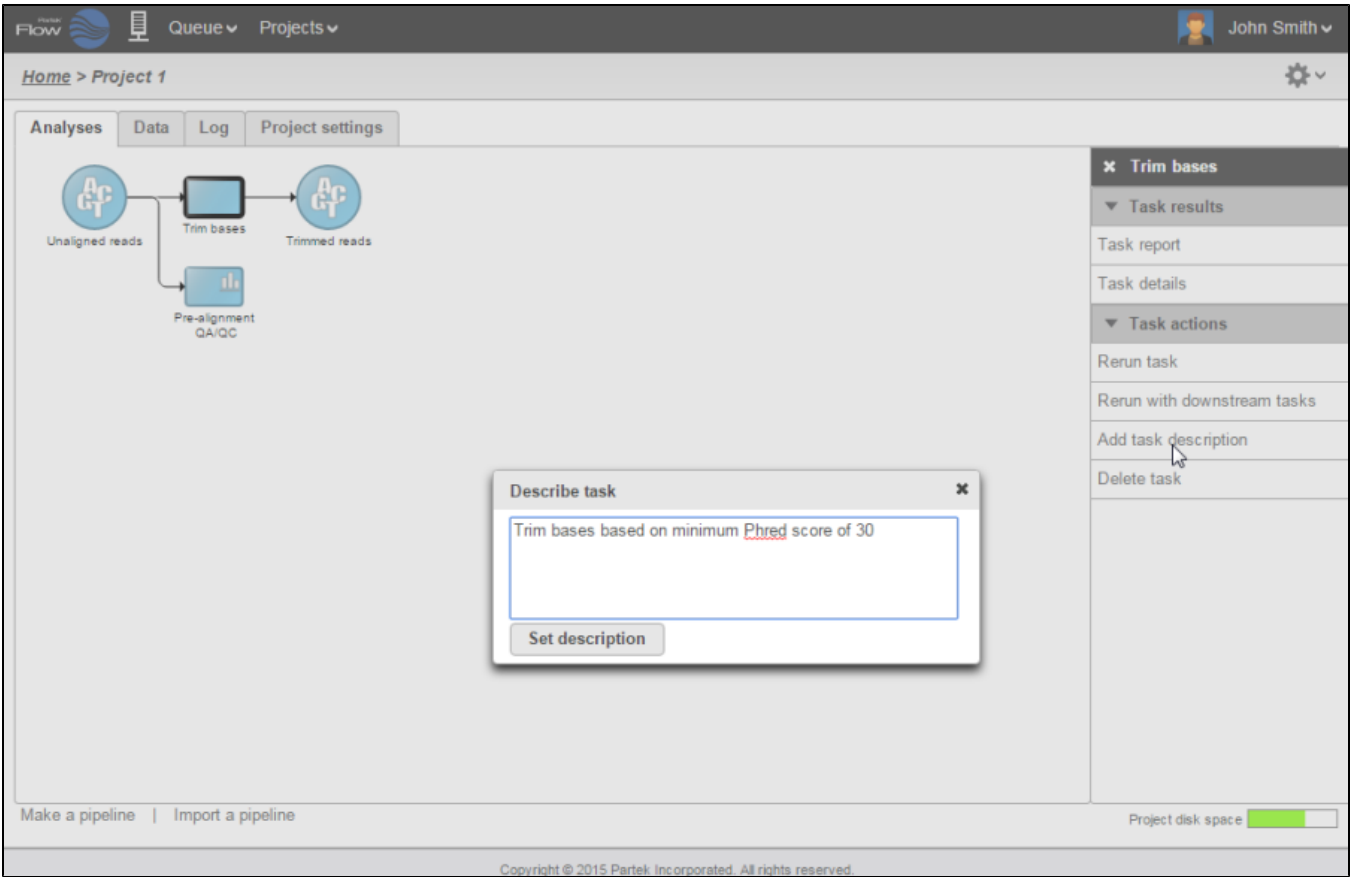 Partek
Flow
Queue
Projects
John Smith
Home > Project 1
Analyses
Data
Log
Project settings
Unaligned reads
Trim bases
Trimmed reads
Pre-alignment
QA/QC
Trim bases
Task results
Task report
Task details
Task actions
Rerun task
Rerun with downstream tasks
Add task description
Delete task
Describe task
Trim bases based on minimum Phred score of 30
Set description
Make a pipeline | Import a pipeline
Project disk space
Copyright © 2015 Partek Incorporated. All rights reserved.